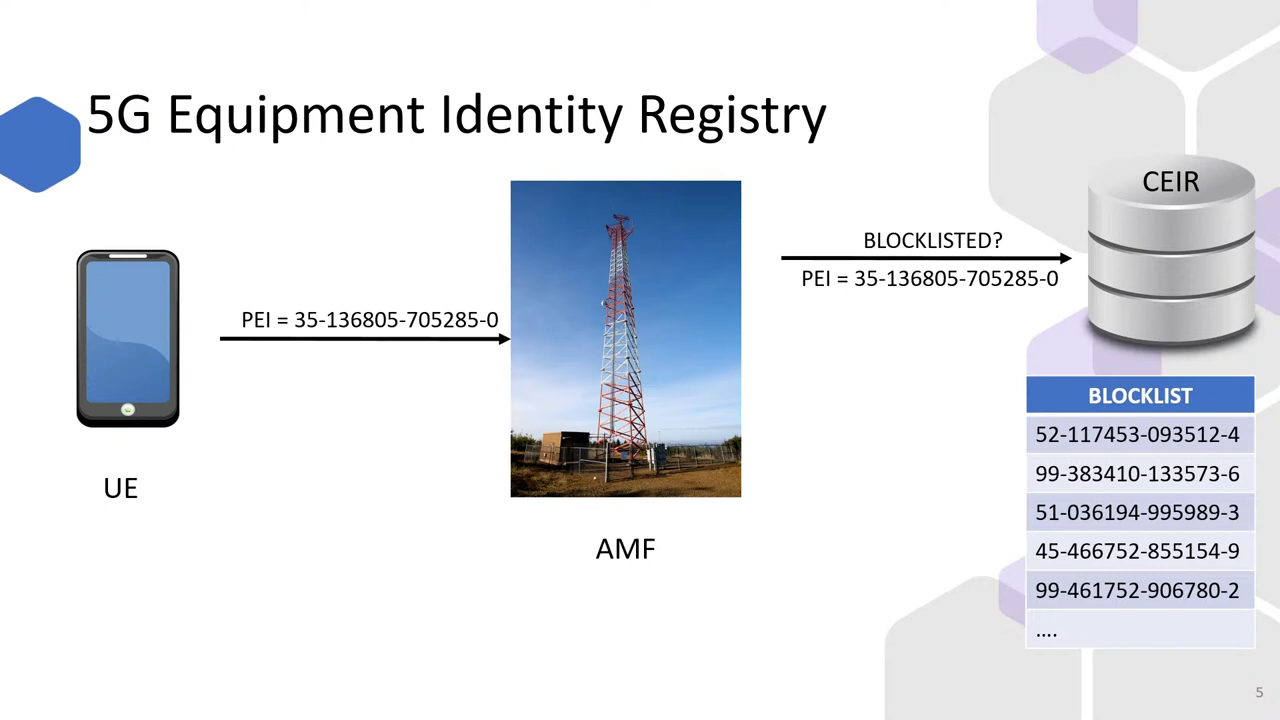 5G Equipment Identity Registry
CEIR
BLOCKLISTED?
PEI = 35-136805-705285-0
PEI = 35-136805-705285-0
UE
AMF
BLOCKLIST
52-117453-093512-4
99-383410-133573-6
51-036194-995989-3
45-466752-855154-9
99-461752-906780-2
....
5